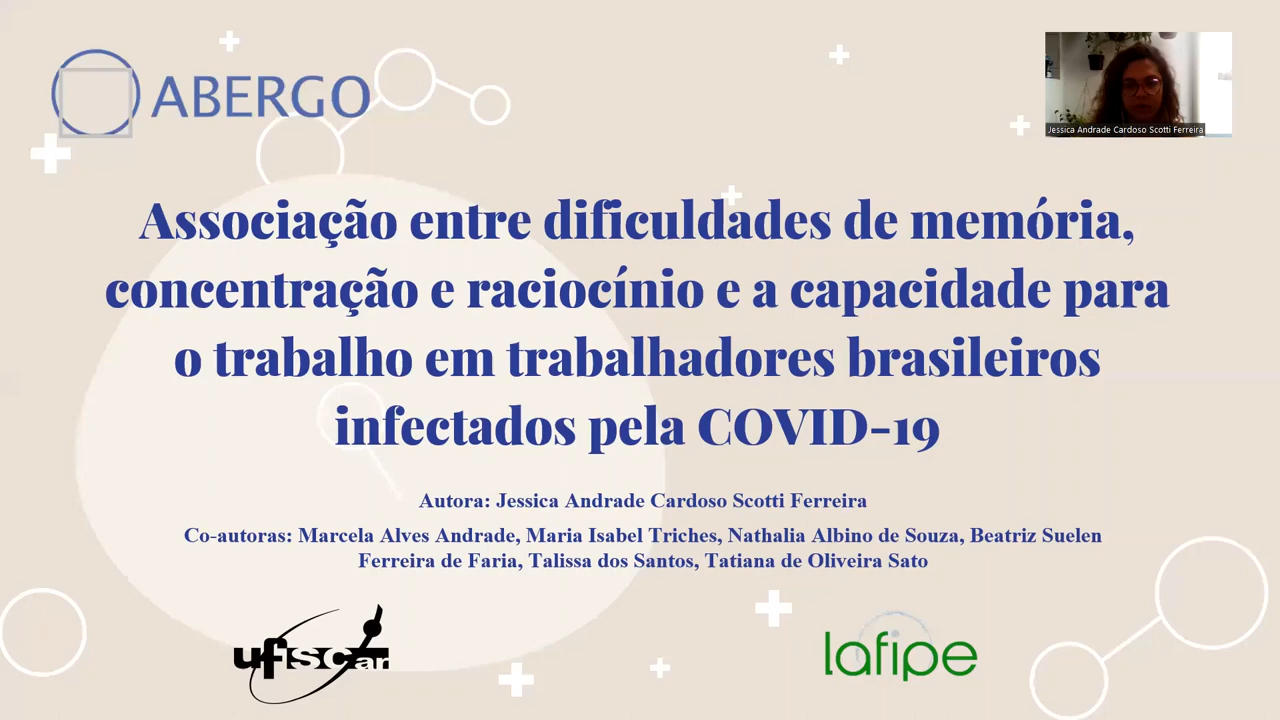 ABERGO
Jessica Andrade Cardoso Scotti Ferreira
Associação entre dificuldades de memória,
concentração e raciocínio e a capacidade para
o trabalho em trabalhadores brasileiros
infectados pela COVID-19
Autora: Jessica Andrade Cardoso Scotti Ferreira
Co-autoras: Marcela Alves Andrade, Maria Isabel Triches, Nathalia Albino de Souza, Beatriz Suelen
Ferreira de Faria, Talissa dos Santos, Tatiana de Oliveira Sato
ufscar
lafipe